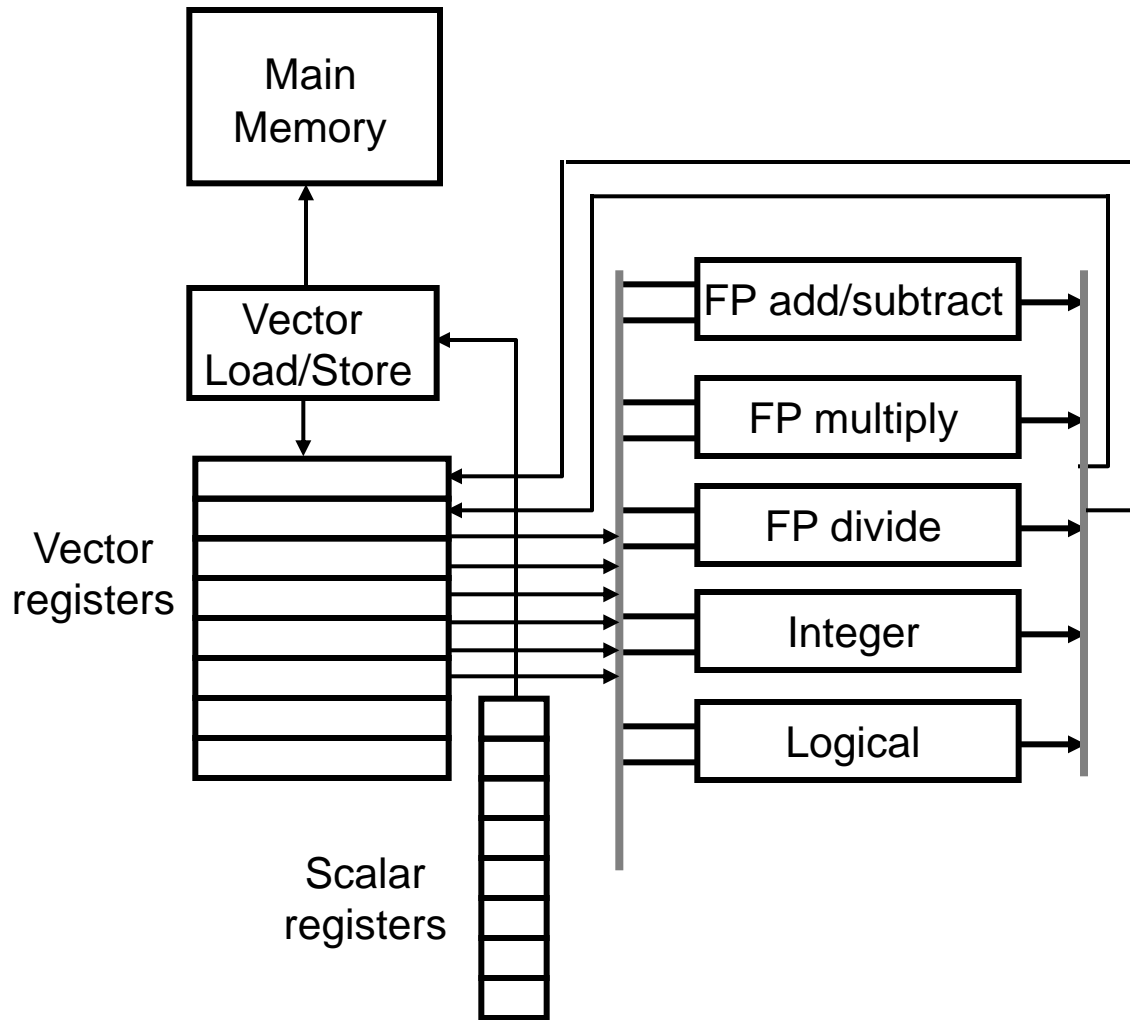 Main
Memory
Vector
Load/Store
FP add/subtract
FP multiply
FP divide
Integer
Logical
Vector
registers
Scalar
registers